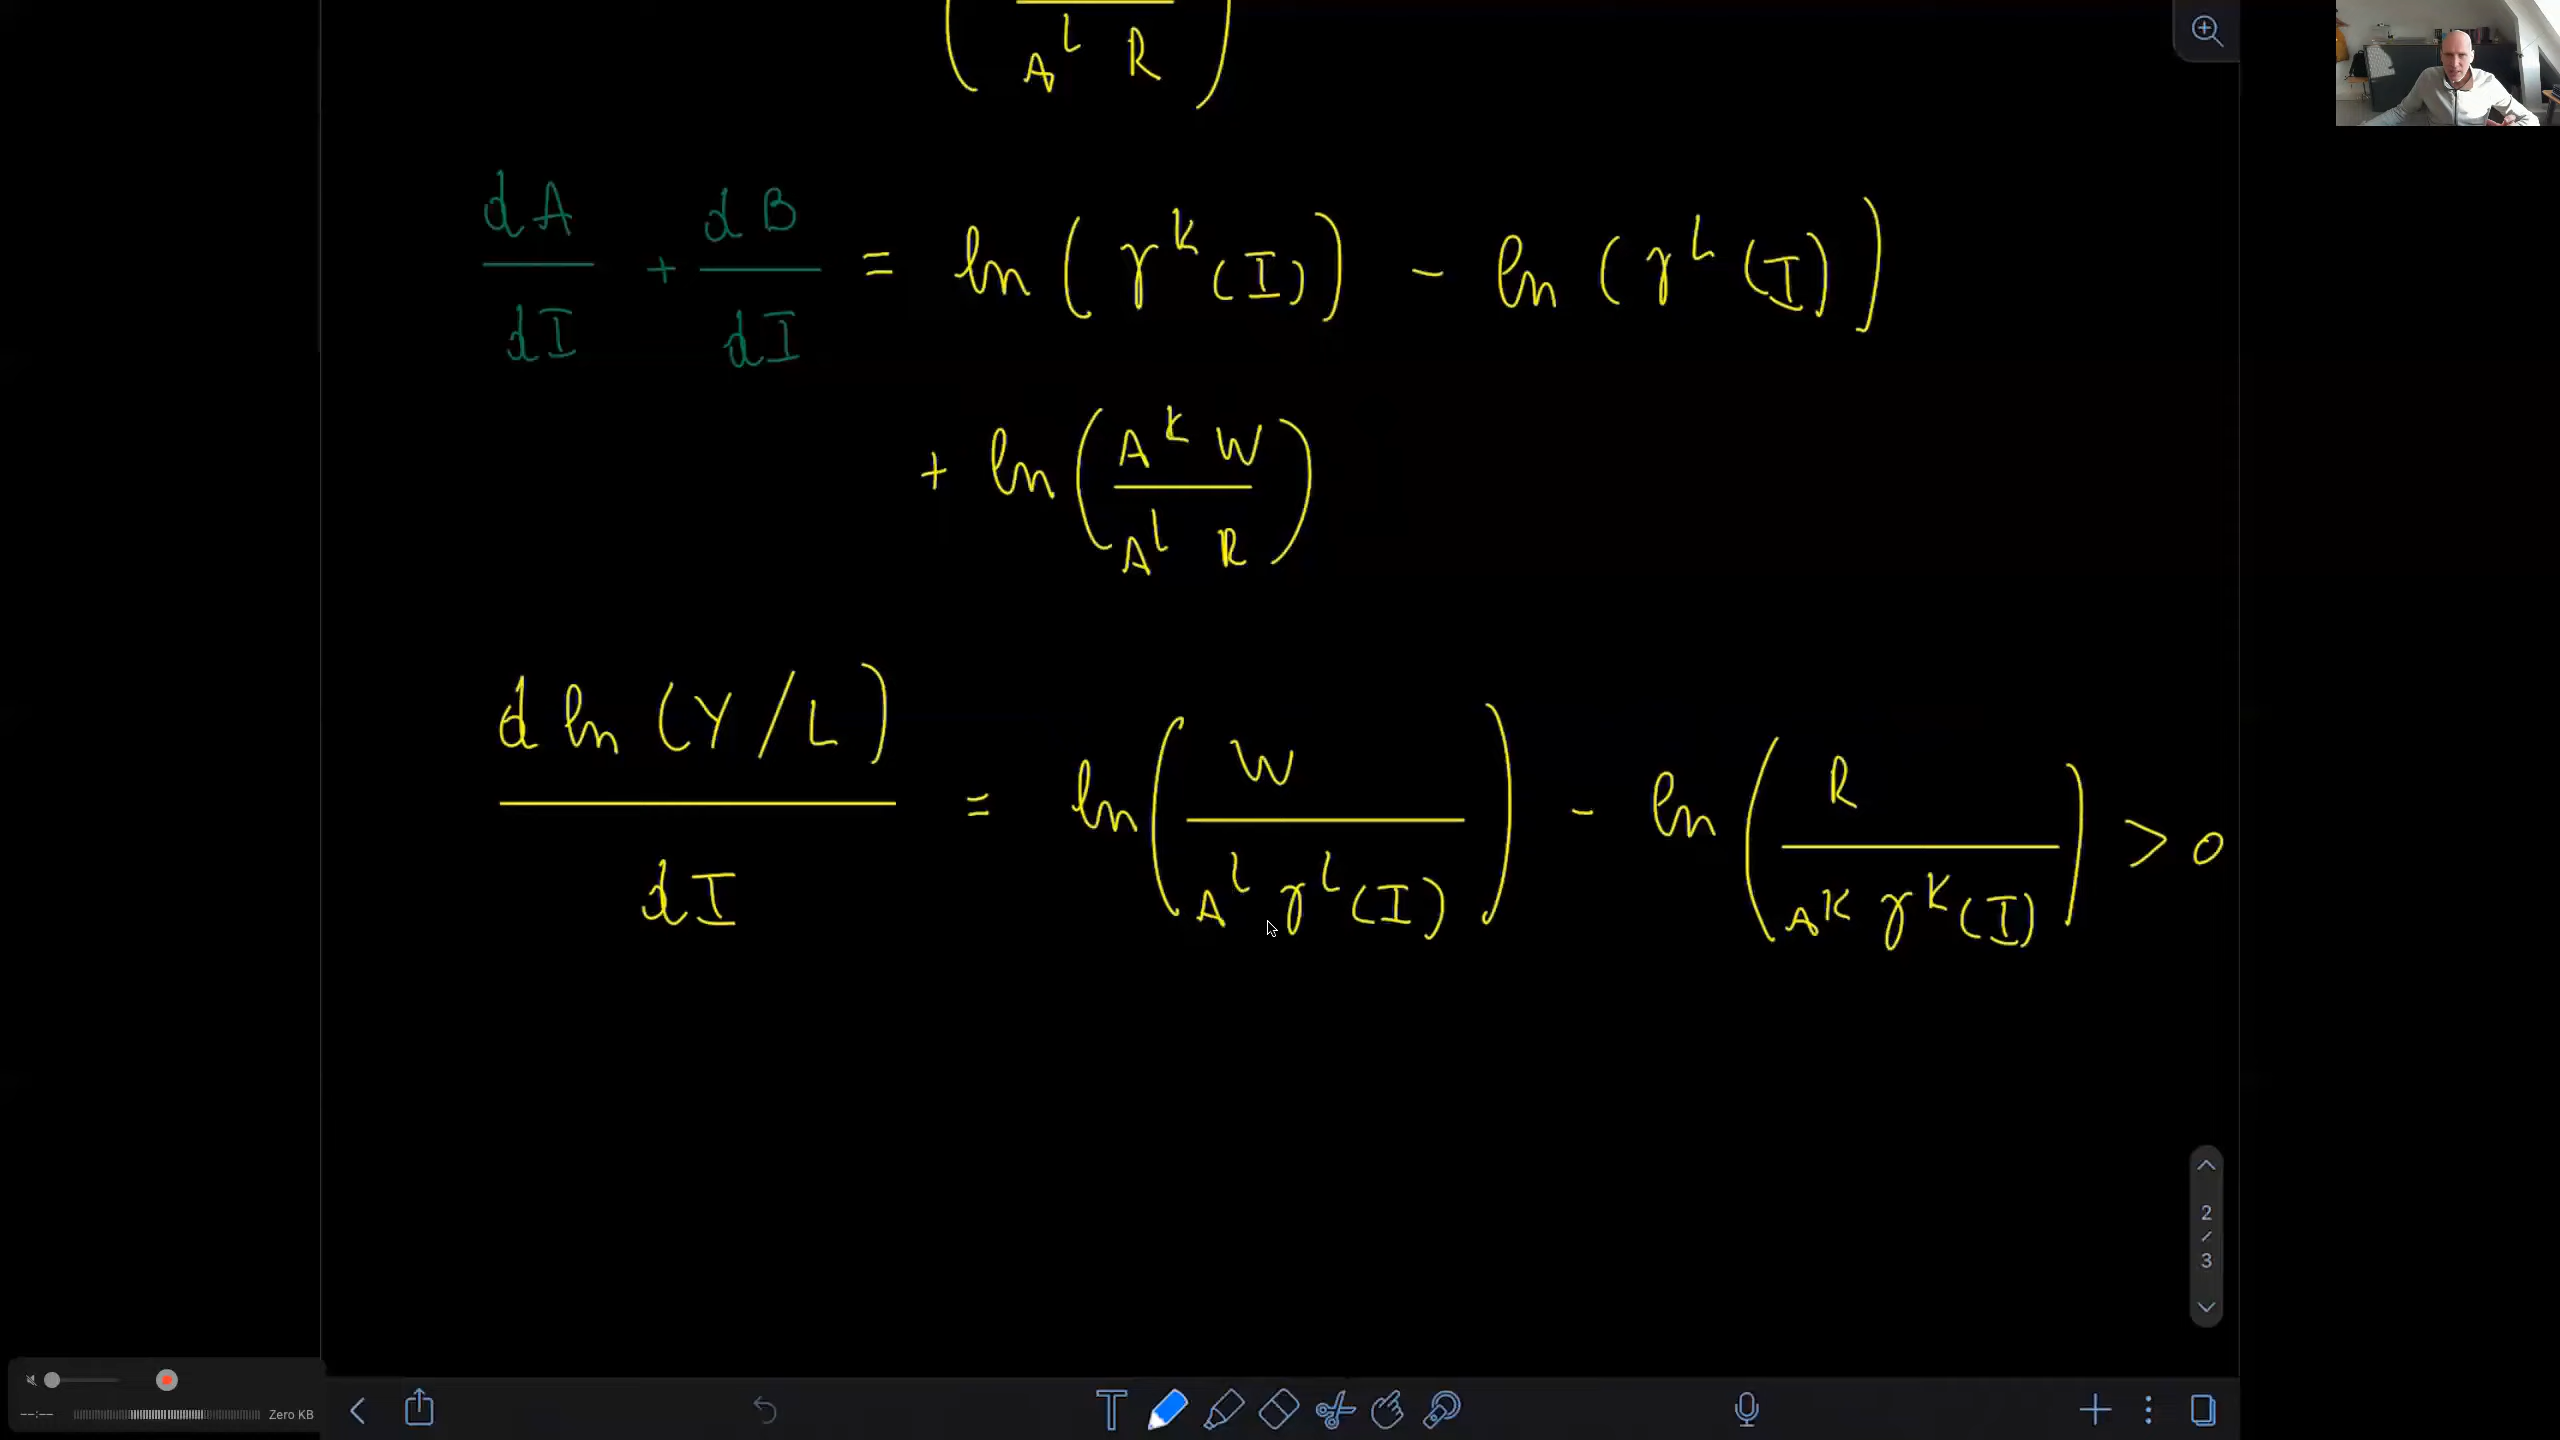 A^L R
dA/dI + dB/dI = ln(γ^K(I)) - ln(γ^L(I))
+ ln(A^K W / A^L R)
d ln(Y/L) / dI = ln(W / A^L γ^L(I)) - ln(R / A^K γ^K(I)) > 0
2
/
3
--:-- Zero KB
T